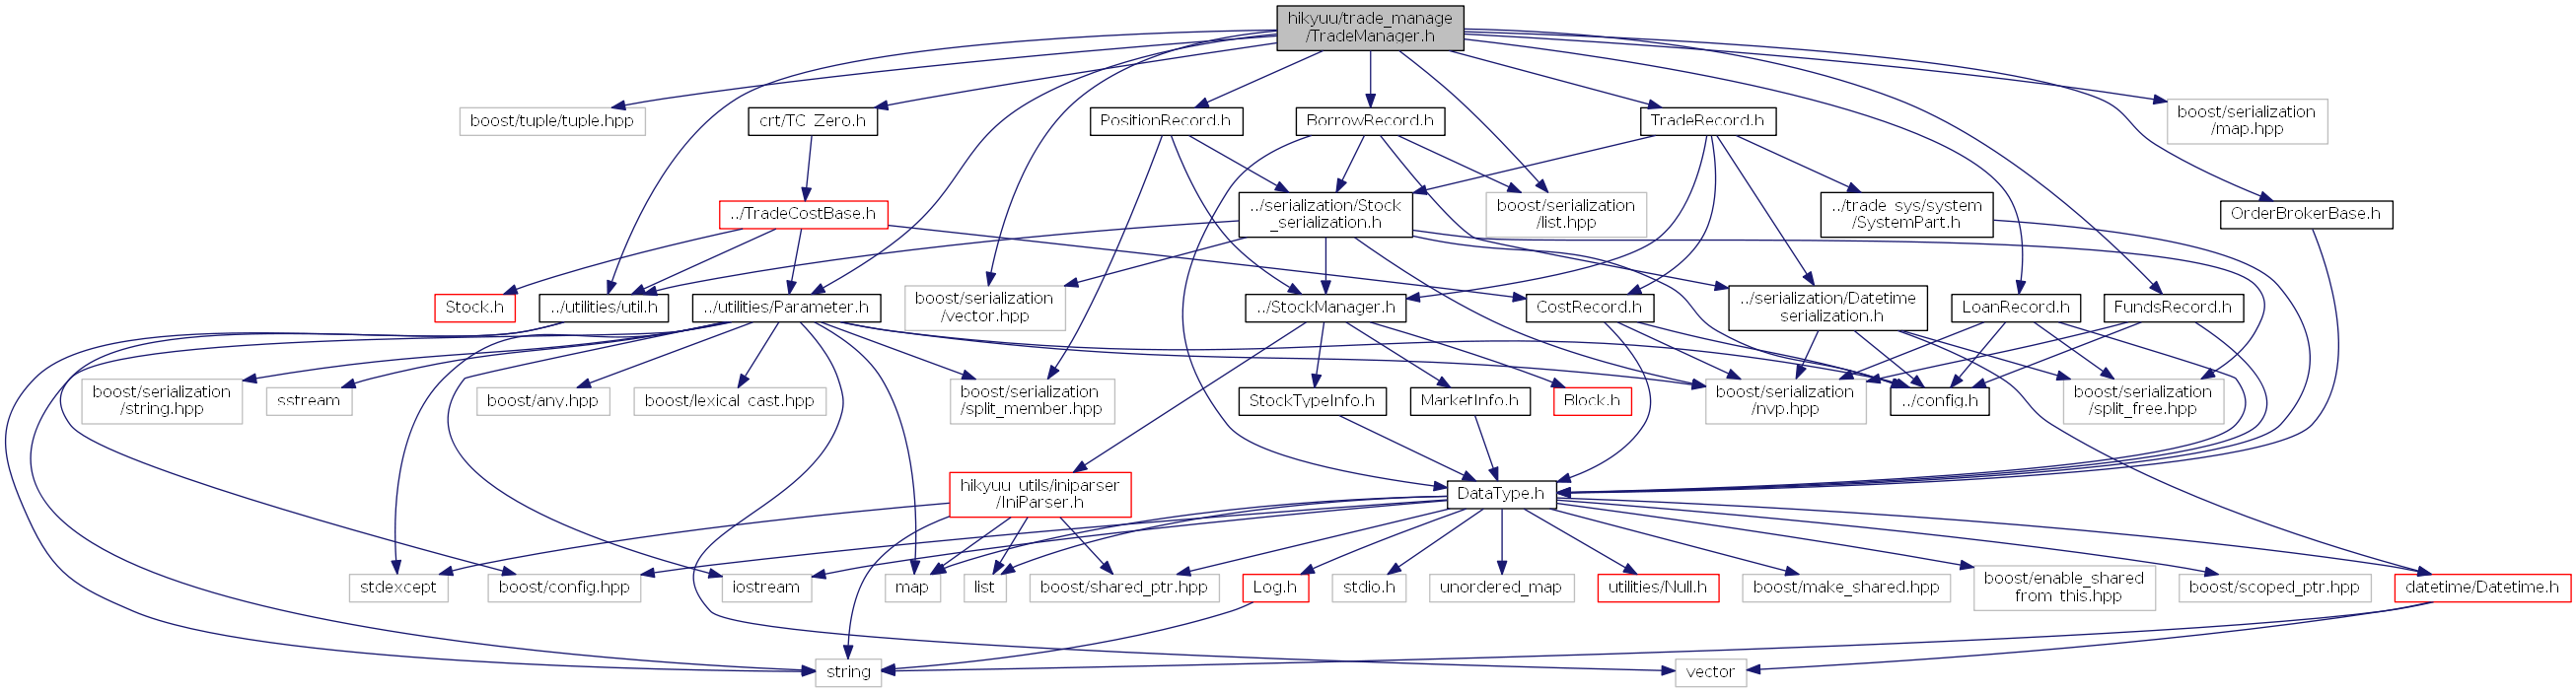 hikyuu/trade_manage
/TradeManager.h
boost/tuple/tuple.hpp
crt/TC_Zero.h
PositionRecord.h
BorrowRecord.h
TradeRecord.h
boost/serialization
/map.hpp
../TradeCostBase.h
../serialization/Stock
_serialization.h
boost/serialization
/list.hpp
../trade_sys/system
/SystemPart.h
OrderBrokerBase.h
Stock.h
../utilities/util.h
../utilities/Parameter.h
boost/serialization
/vector.hpp
../StockManager.h
CostRecord.h
../serialization/Datetime
_serialization.h
LoanRecord.h
FundsRecord.h
boost/serialization
/string.hpp
sstream
boost/any.hpp
boost/lexical_cast.hpp
boost/serialization
/split_member.hpp
StockTypeInfo.h
MarketInfo.h
Block.h
boost/serialization
/nvp.hpp
../config.h
boost/serialization
/split_free.hpp
hikyuu_utils/iniparser
/IniParser.h
DataType.h
stdexcept
boost/config.hpp
iostream
map
list
boost/shared_ptr.hpp
Log.h
stdio.h
unordered_map
utilities/Null.h
boost/make_shared.hpp
boost/enable_shared
_from_this.hpp
boost/scoped_ptr.hpp
datetime/Datetime.h
string
vector